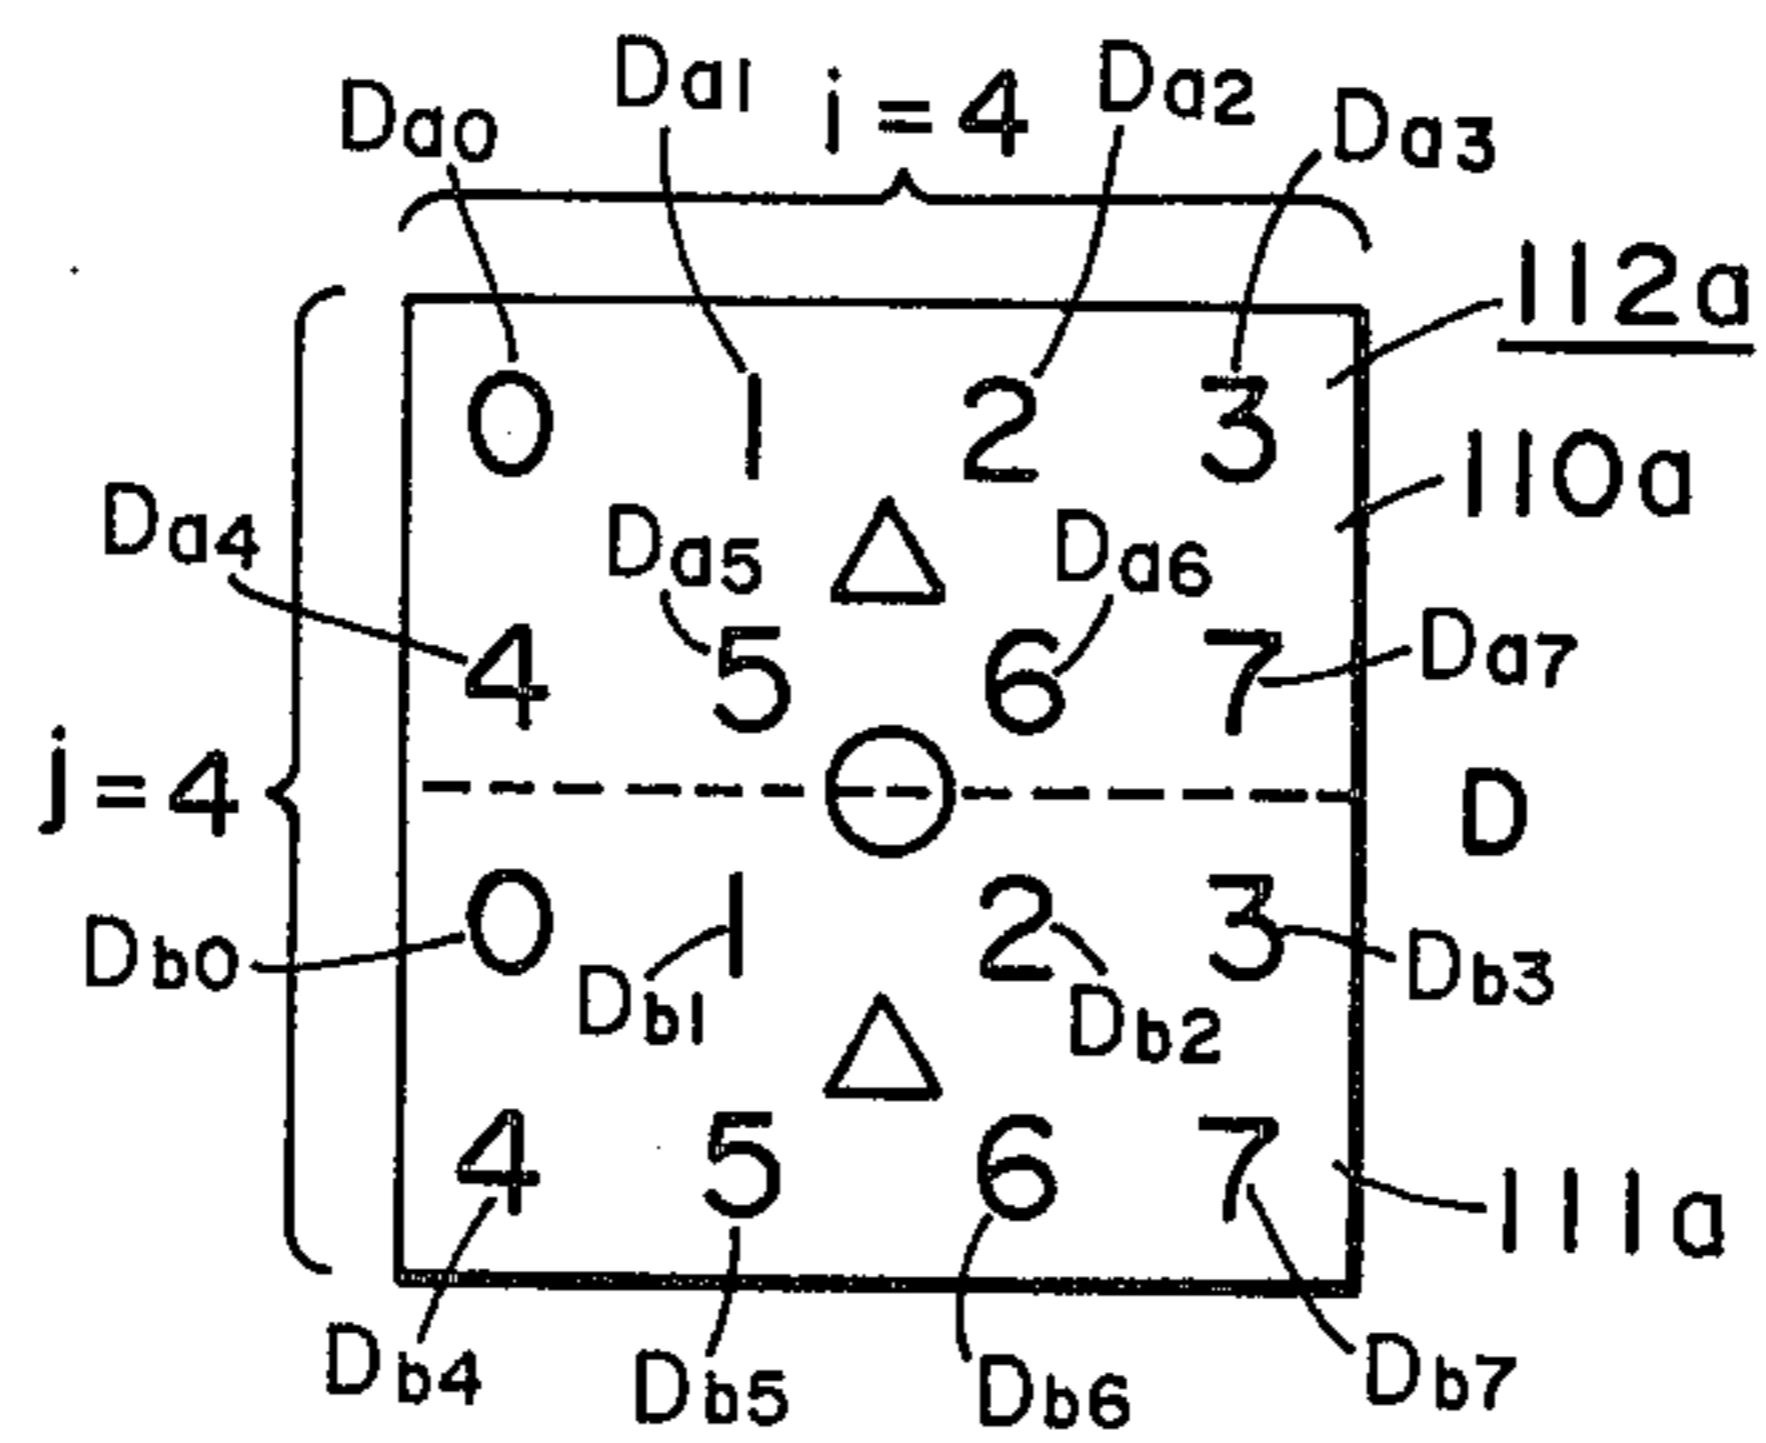 Da0 Da1 i=4 Da2 Da3
112a
0 1 2 3
110a
Da4 Da5 Da6
4 5 6 7 Da7
j=4 D
0 1 2 3
Db0 Db1 Db2 Db3
4 5 6 7
111a
Db4 Db5 Db6 Db7